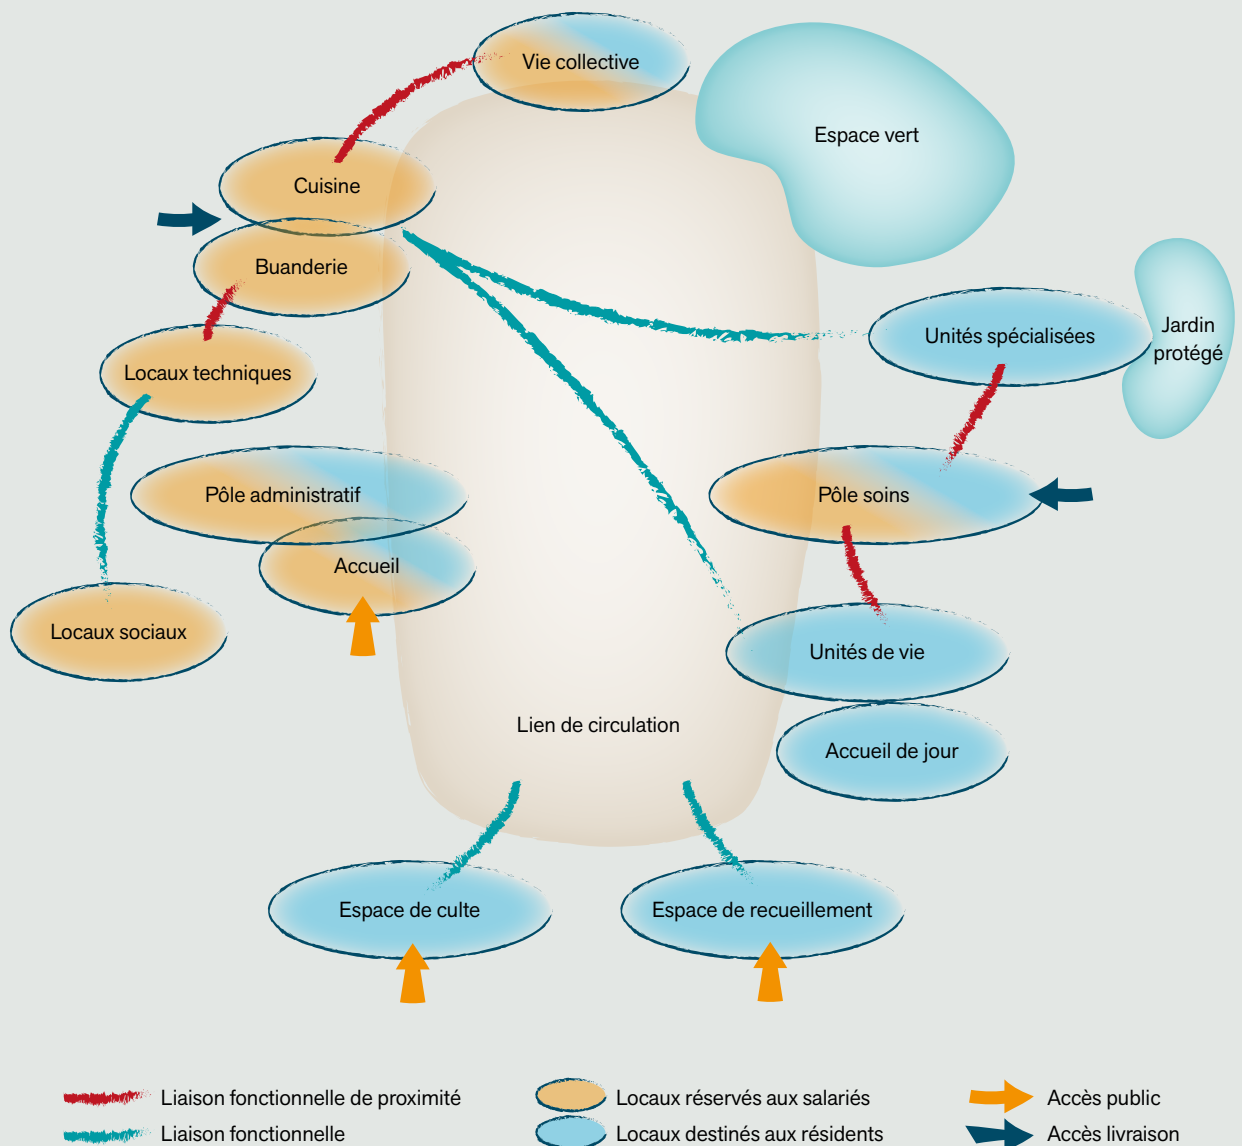 Vie collective
Espace vert
Cuisine
Buanderie
Unités spécialisées
Jardin
protégé
Locaux techniques
Pôle administratif
Pôle soins
Accueil
Locaux sociaux
Unités de vie
Lien de circulation
Accueil de jour
Espace de culte
Espace de recueillement
Liaison fonctionnelle de proximité
Locaux réservés aux salariés
Accès public
Liaison fonctionnelle
Locaux destinés aux résidents
Accès livraison